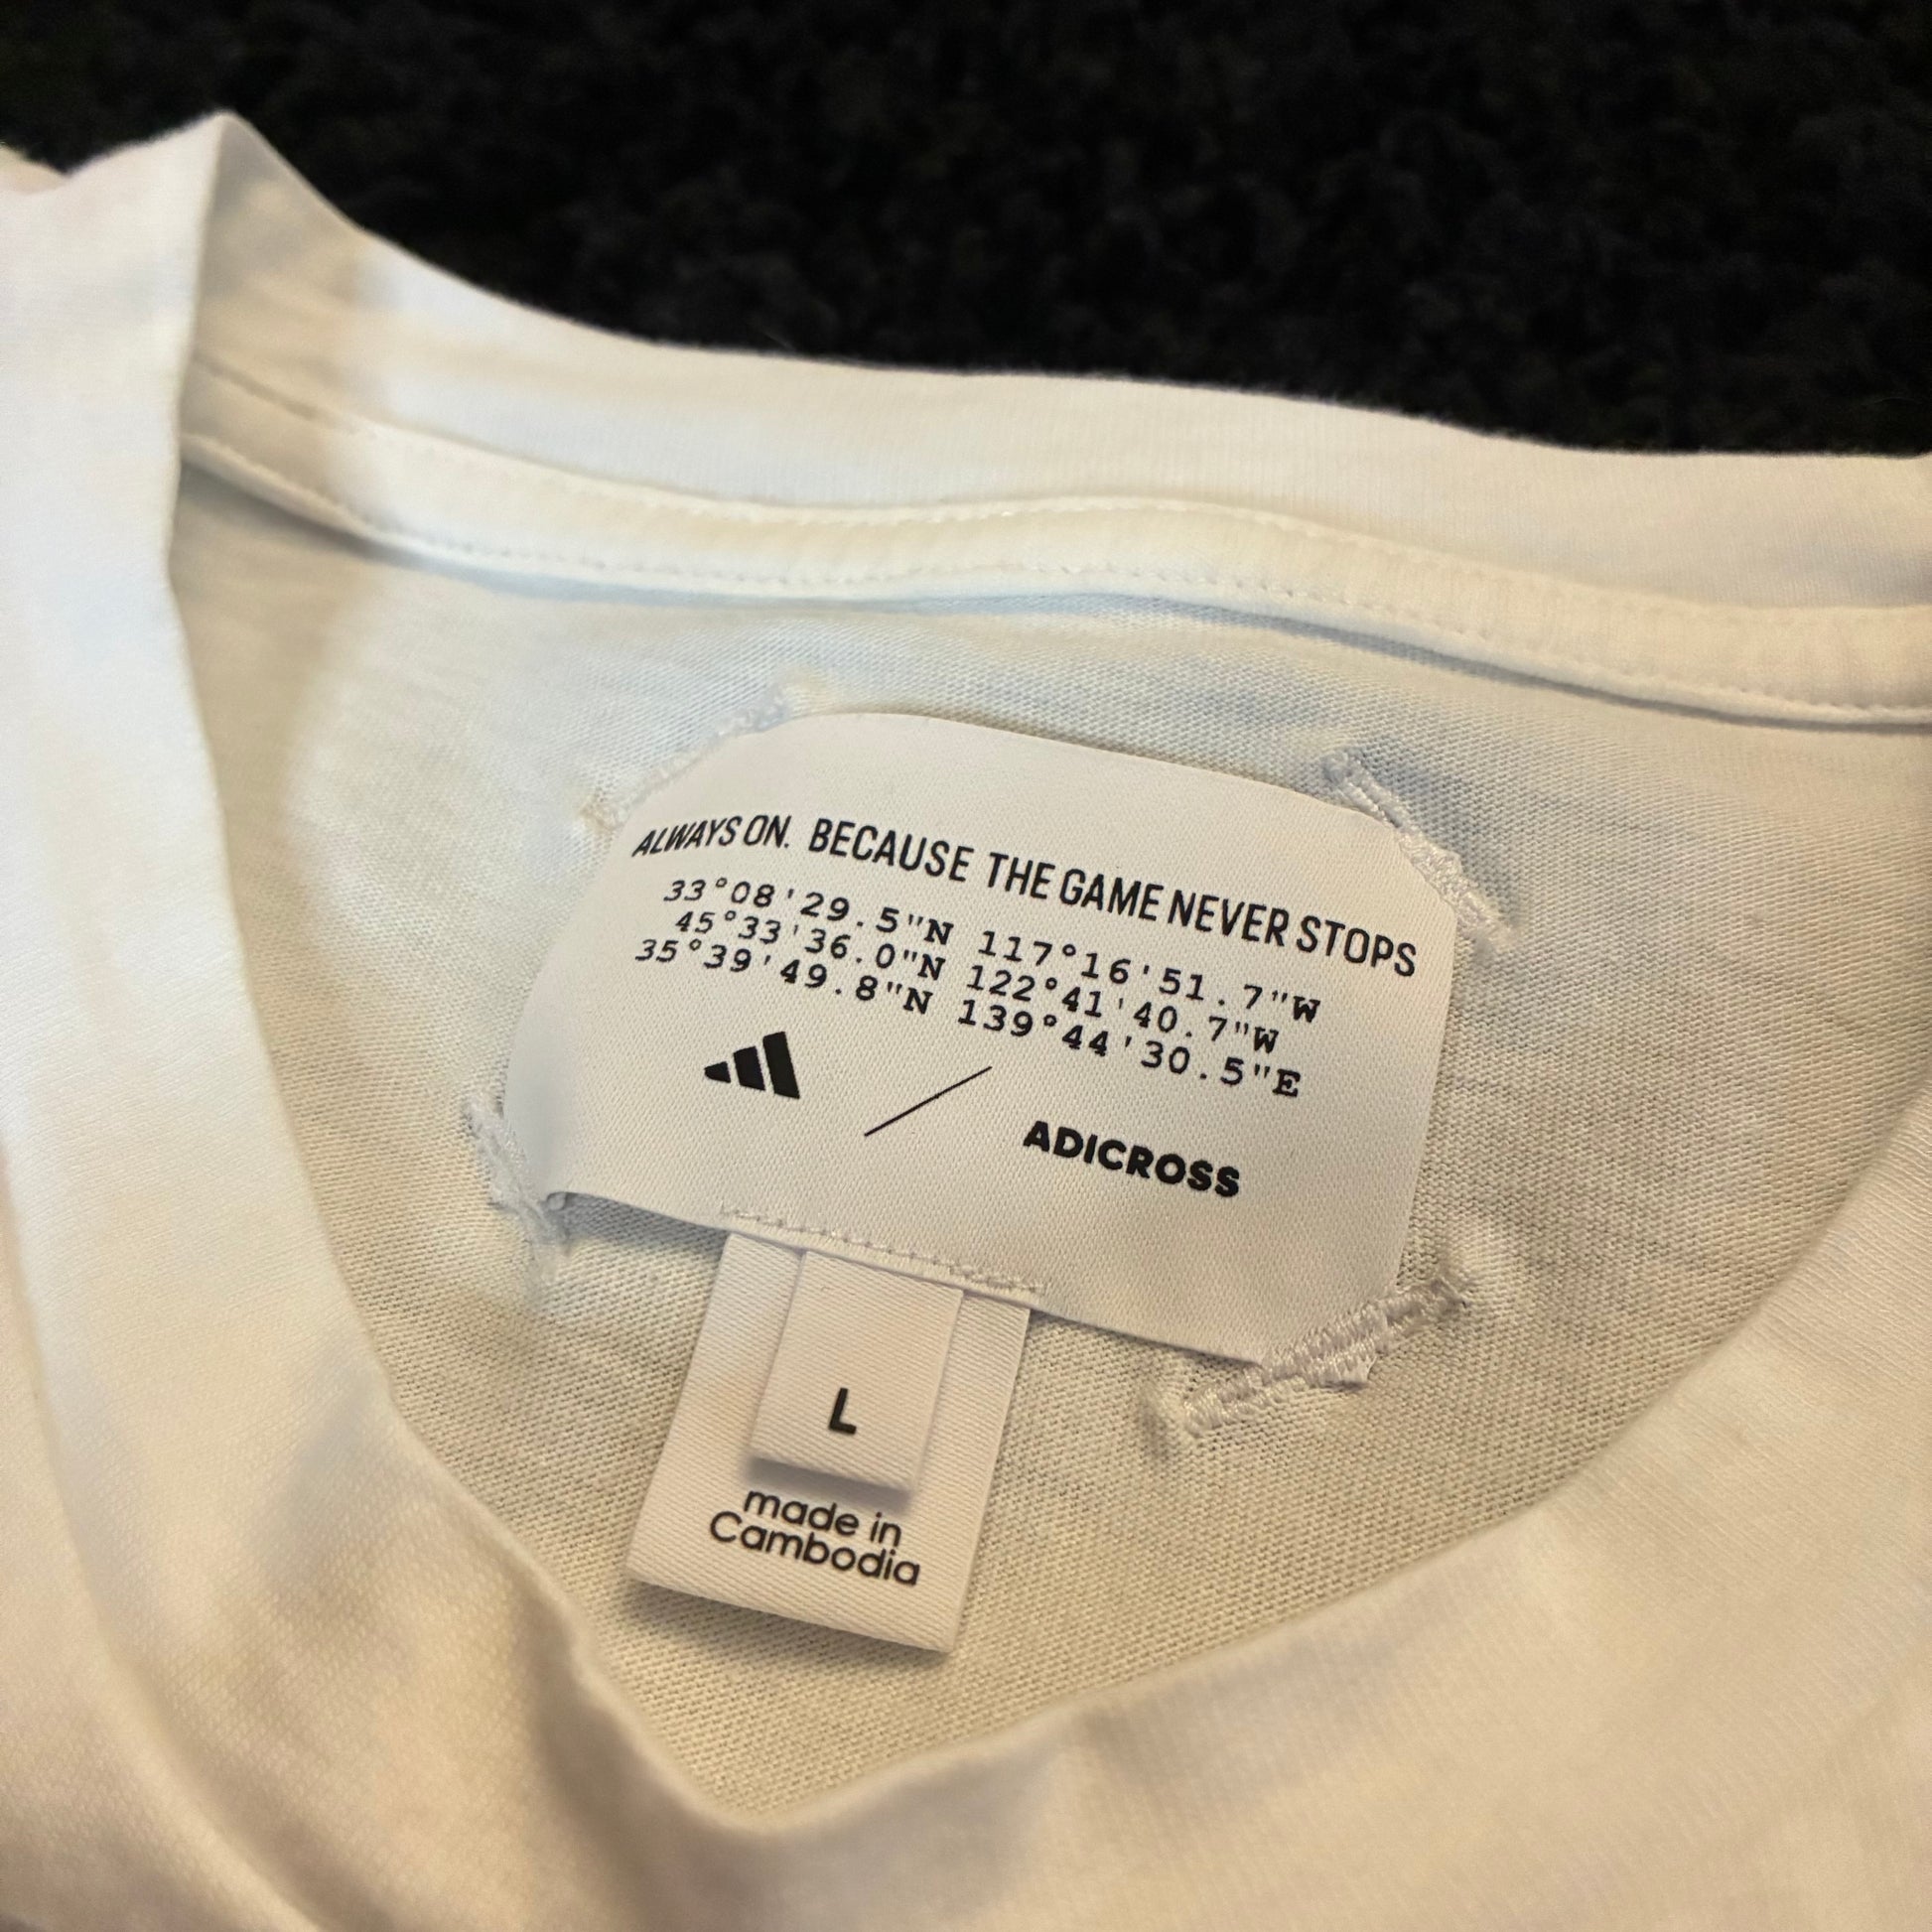 ALWAYS ON. BECAUSE THE GAME NEVER STOPS
33°08'29.5"N 117°16'51.7"W
45°33'36.0"N 122°41'40.7"W
35°39'49.8"N 139°44'30.5"E
ADICROSS
L
made in
Cambodia